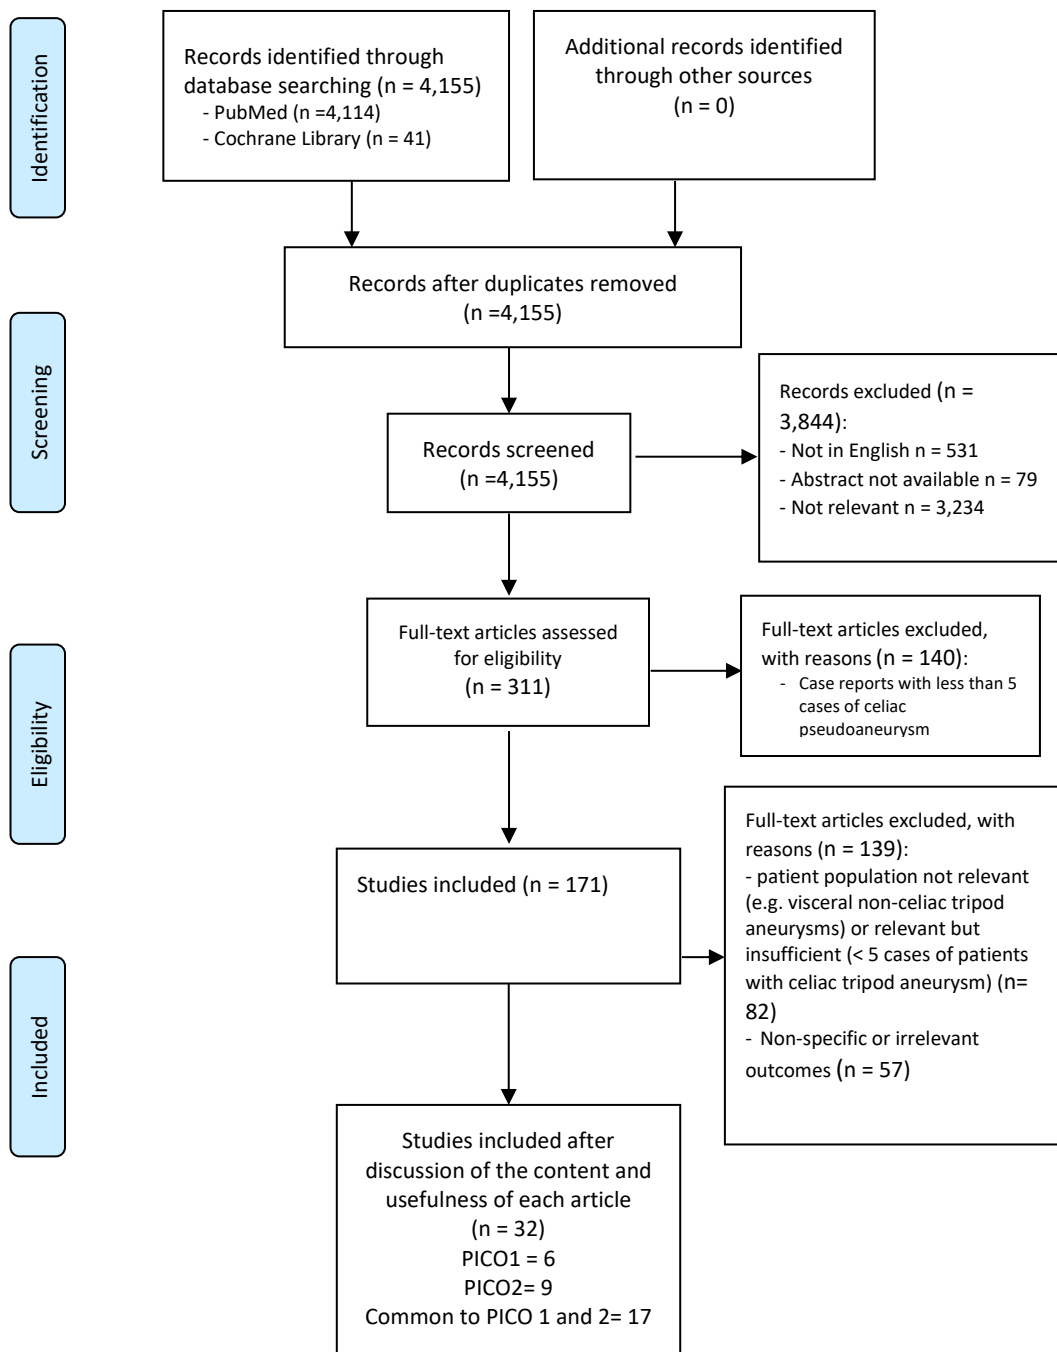 Identification
Records identified through
database searching (n = 4,155)
- PubMed (n =4,114)
- Cochrane Library (n = 41)
Additional records identified
through other sources
(n = 0)
Records after duplicates removed
(n =4,155)
Screening
Records screened
(n =4,155)
Records excluded (n =
3,844):
- Not in English n = 531
- Abstract not available n = 79
- Not relevant n = 3,234
Eligibility
Full-text articles assessed
for eligibility
(n = 311)
Full-text articles excluded,
with reasons (n = 140):
- Case reports with less than 5
cases of celiac
pseudoaneurysm
Studies included (n = 171)
Full-text articles excluded, with
reasons (n = 139):
- patient population not relevant
(e.g. visceral non-celiac tripod
aneurysms) or relevant but
insufficient (< 5 cases of patients
with celiac tripod aneurysm) (n=
82)
- Non-specific or irrelevant
outcomes (n = 57)
Included
Studies included after
discussion of the content and
usefulness of each article
(n = 32)
PICO1 = 6
PICO2= 9
Common to PICO 1 and 2= 17